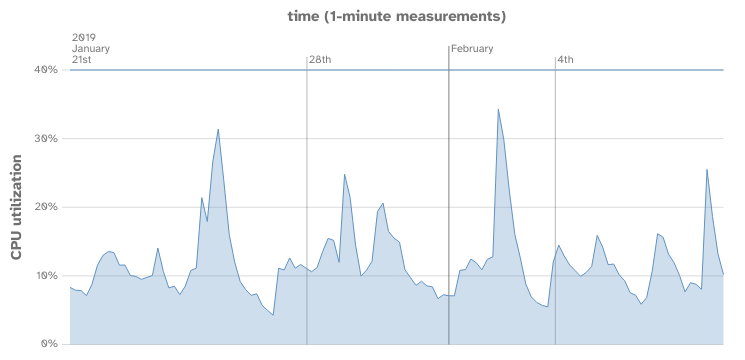 time (1-minute measurements)
2019
January
21st
28th
February
4th
40%
30%
20%
10%
0%
CPU utilization